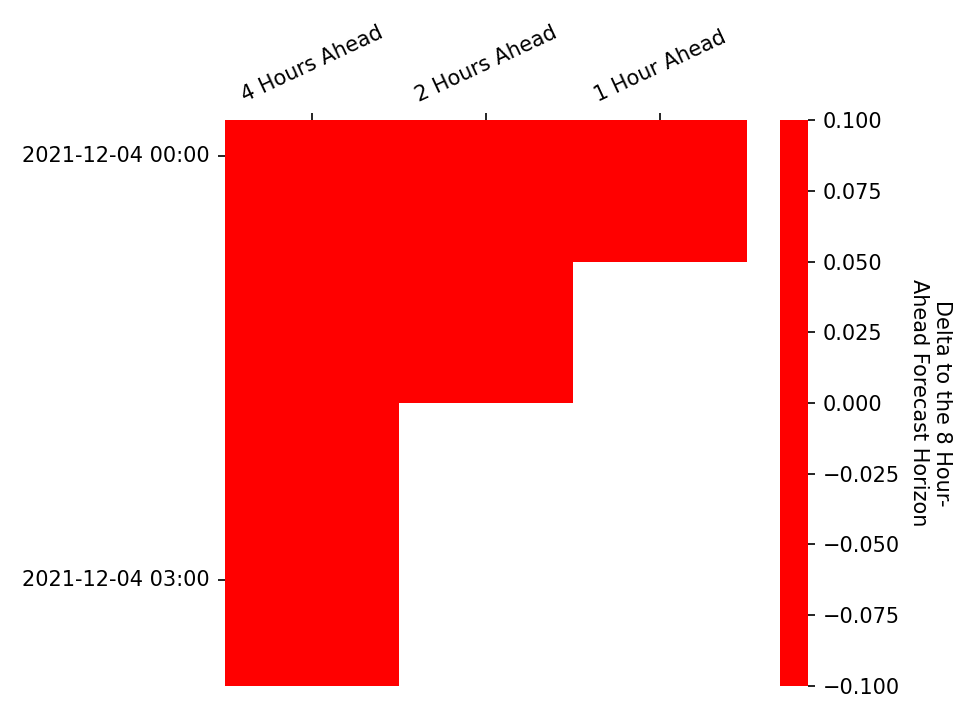 4 Hours Ahead
2 Hours Ahead
1 Hour Ahead
2021-12-04 00:00
2021-12-04 03:00
0.100
0.075
0.050
0.025
0.000
−0.025
−0.050
−0.075
−0.100
Delta to the 8 Hour-
Ahead Forecast Horizon